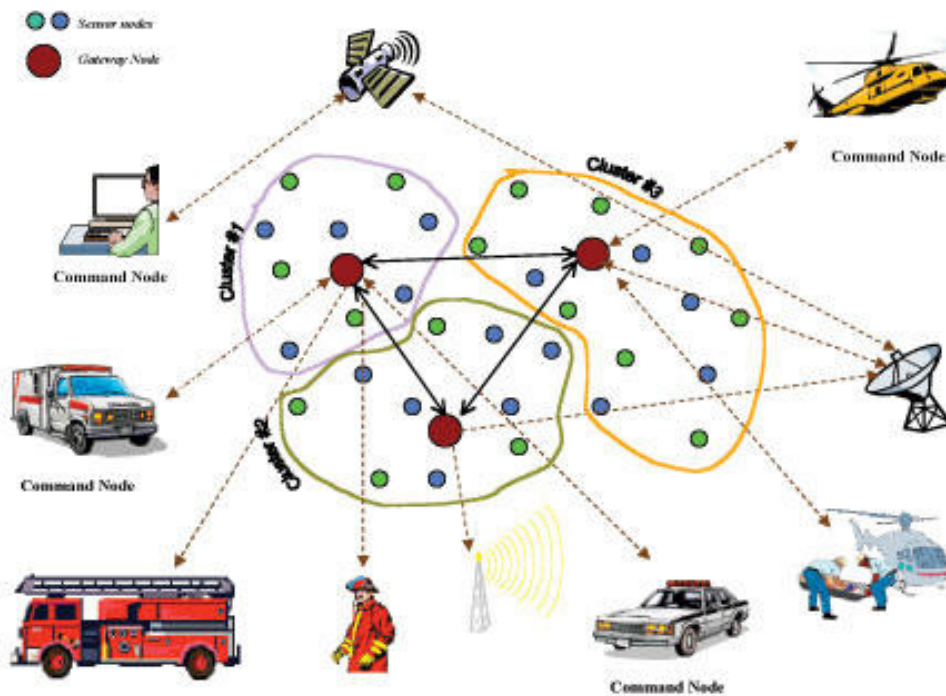 Sensor nodes
Gateway Node
Command Node
Cluster #3
Cluster #1
Command Node
Cluster #2
Command Node
Command Node